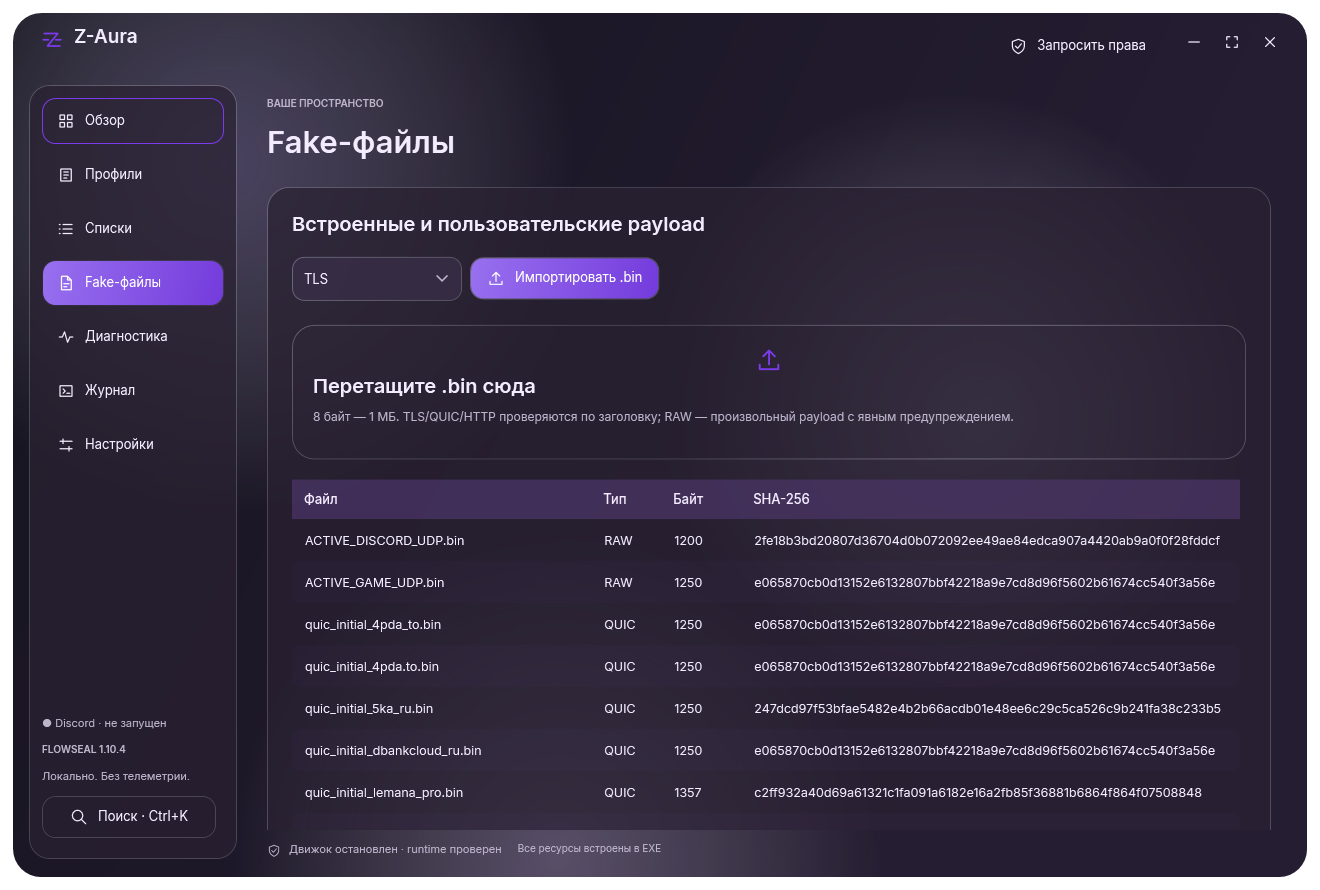 Z-Aura
Запросить права
Обзор
Профили
Списки
Fake-файлы
Диагностика
Журнал
Настройки
Discord · не запущен
FLOWSEAL 1.10.4
Локально. Без телеметрии.
Поиск · Ctrl+K
ВАШЕ ПРОСТРАНСТВО
Fake-файлы
Встроенные и пользовательские payload
TLS
Импортировать .bin
Перетащите .bin сюда
8 байт — 1 МБ. TLS/QUIC/HTTP проверяются по заголовку; RAW — произвольный payload с явным предупреждением.
Файл Тип Байт SHA-256
ACTIVE_DISCORD_UDP.bin RAW 1200 2fe18b3bd20807d36704d0b072092ee49ae84edca907a4420ab9a0f0f28fddcf
ACTIVE_GAME_UDP.bin RAW 1250 e065870cb0d13152e6132807bbf42218a9e7cd8d96f5602b61674cc540f3a56e
quic_initial_4pda_to.bin QUIC 1250 e065870cb0d13152e6132807bbf42218a9e7cd8d96f5602b61674cc540f3a56e
quic_initial_4pda.to.bin QUIC 1250 e065870cb0d13152e6132807bbf42218a9e7cd8d96f5602b61674cc540f3a56e
quic_initial_5ka_ru.bin QUIC 1250 247dcd97f53bfae5482e4b2b66acdb01e48ee6c29c5ca526c9b241fa38c233b5
quic_initial_dbankcloud_ru.bin QUIC 1250 e065870cb0d13152e6132807bbf42218a9e7cd8d96f5602b61674cc540f3a56e
quic_initial_lemana_pro.bin QUIC 1357 c2ff932a40d69a61321c1fa091a6182e16a2fb85f36881b6864f864f07508848
Движок остановлен · runtime проверен
Все ресурсы встроены в EXE